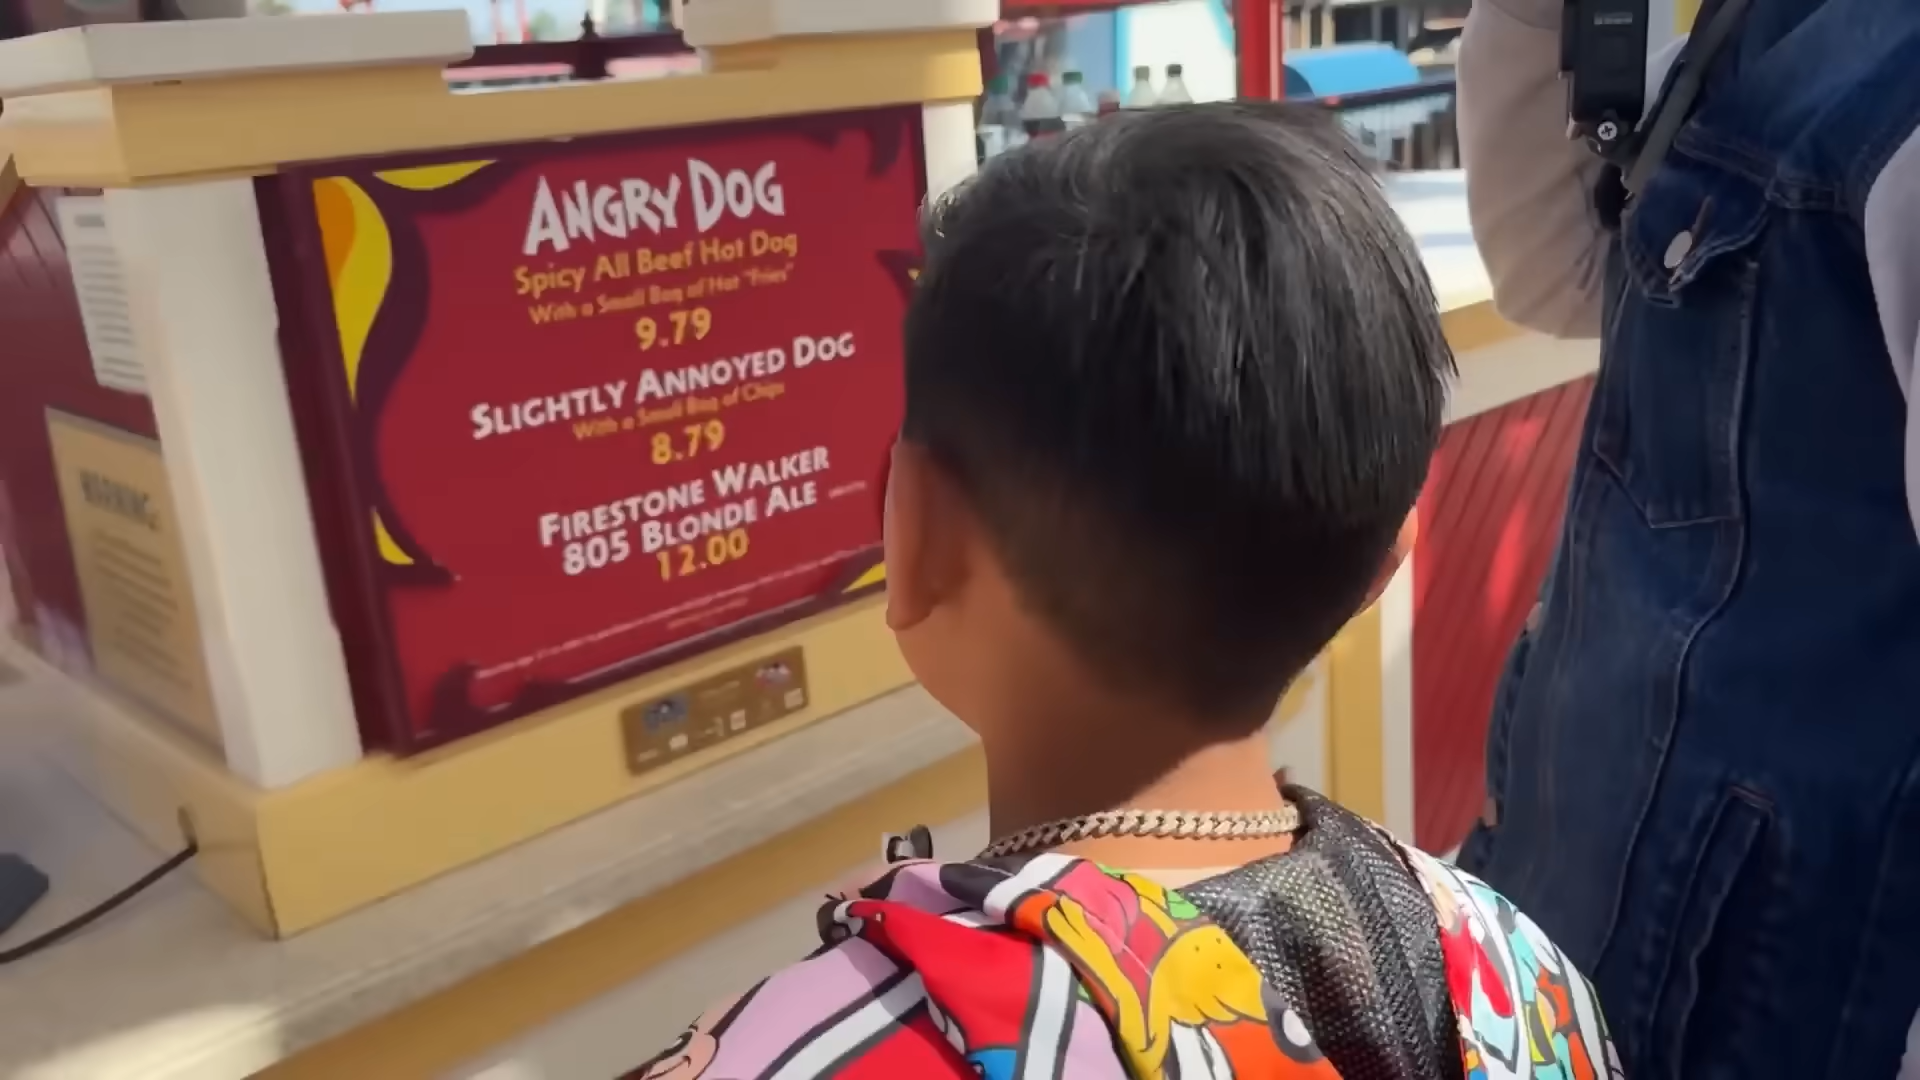 ANGRY DOG
Spicy All Beef Hot Dog
With a Small Bag of Hot "Fries"
9.79
SLIGHTLY ANNOYED DOG
With a Small Bag of Chips
8.79
FIRESTONE WALKER
805 BLONDE ALE
12.00
WARNING: